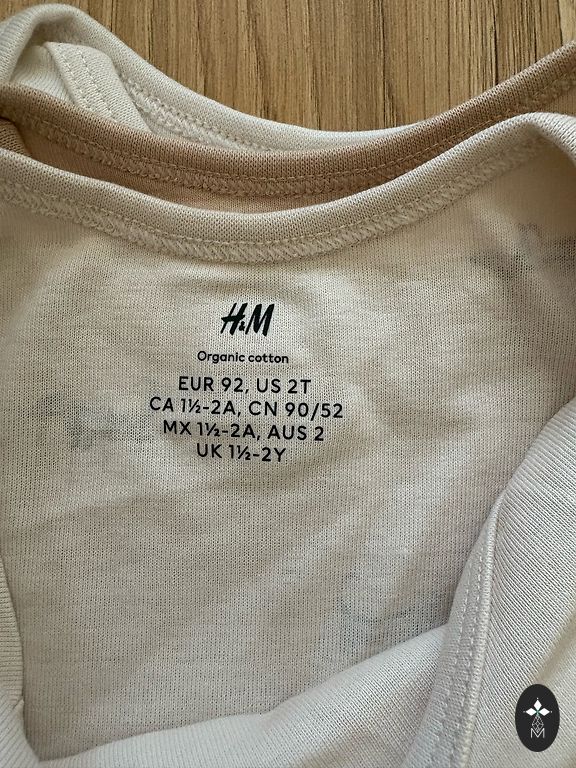 H&M
Organic cotton
EUR 92, US 2T
CA 1½-2A, CN 90/52
MX 1½-2A, AUS 2
UK 1½-2Y
M